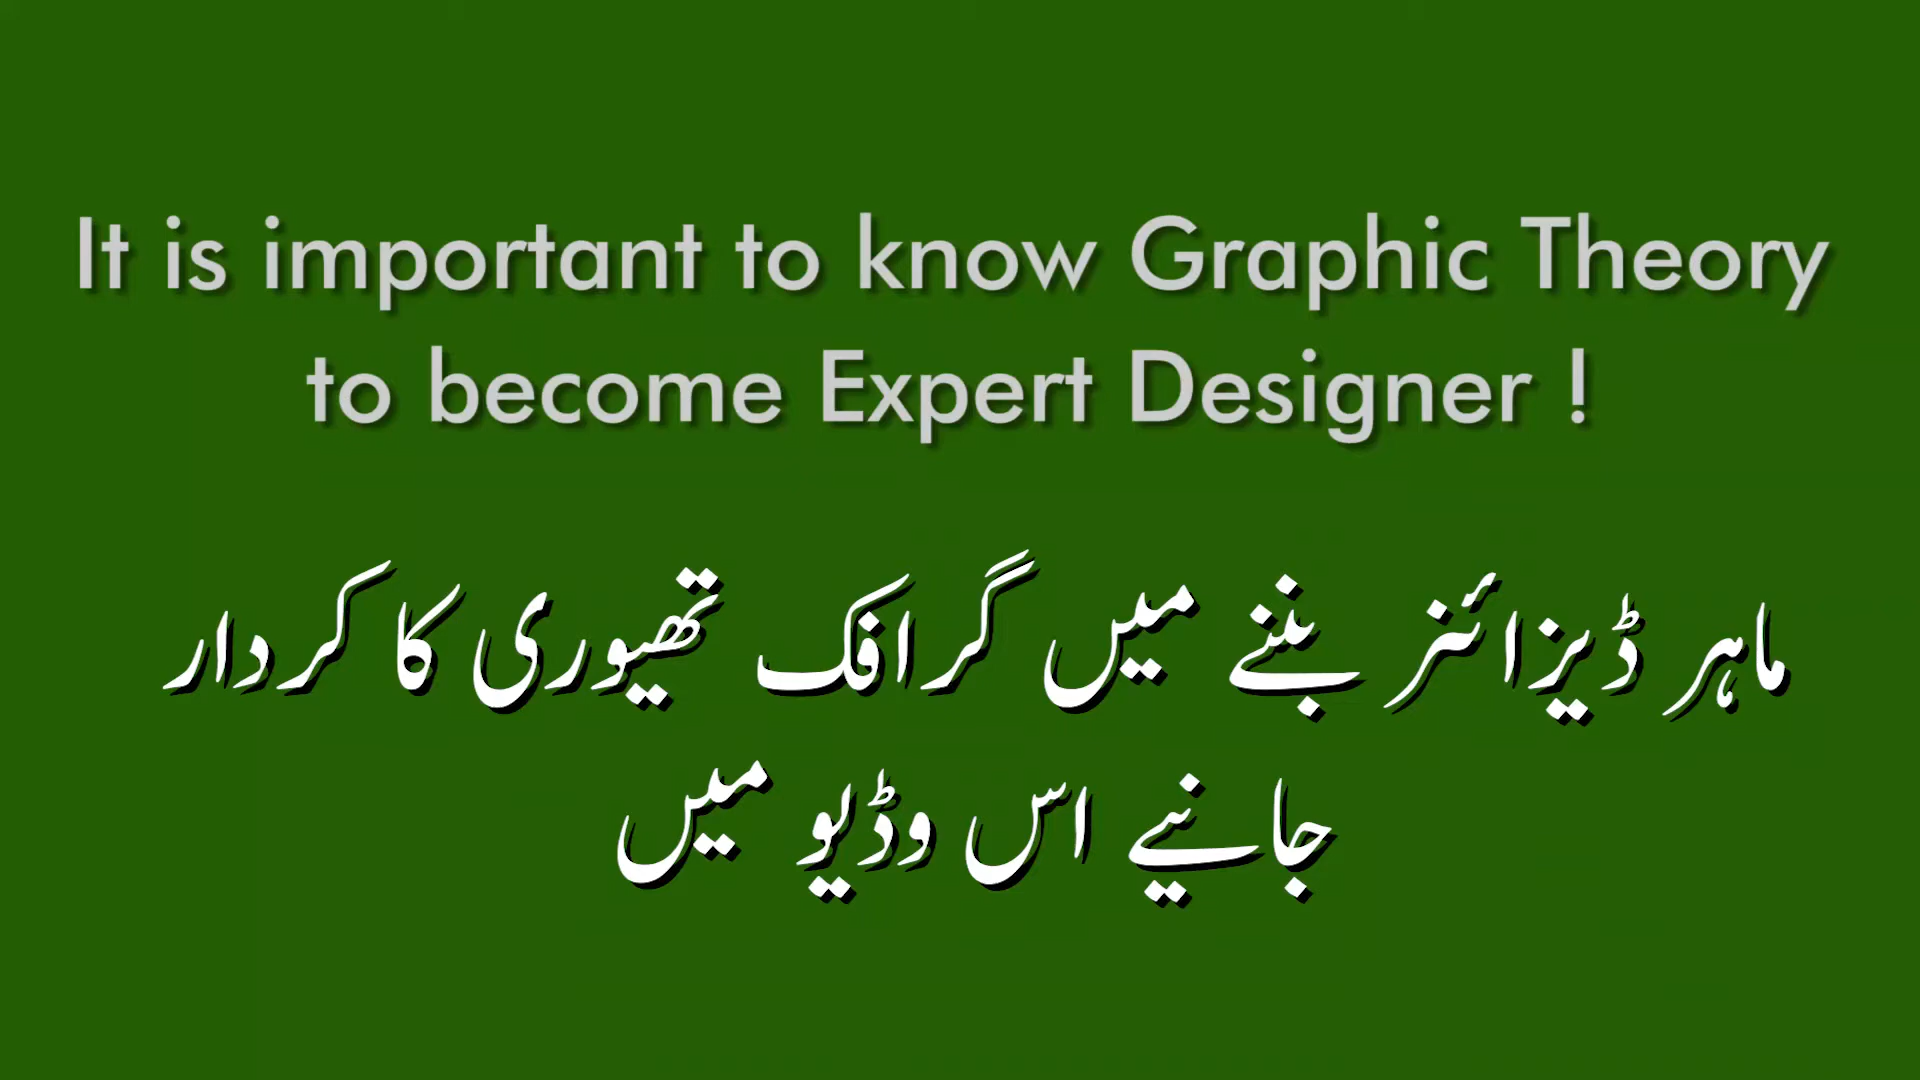 It is important to know Graphic Theory
to become Expert Designer !
ماہر ڈیزائنر بننے میں گرافک تھیوری کا کردار
جانیے اس وڈیو میں